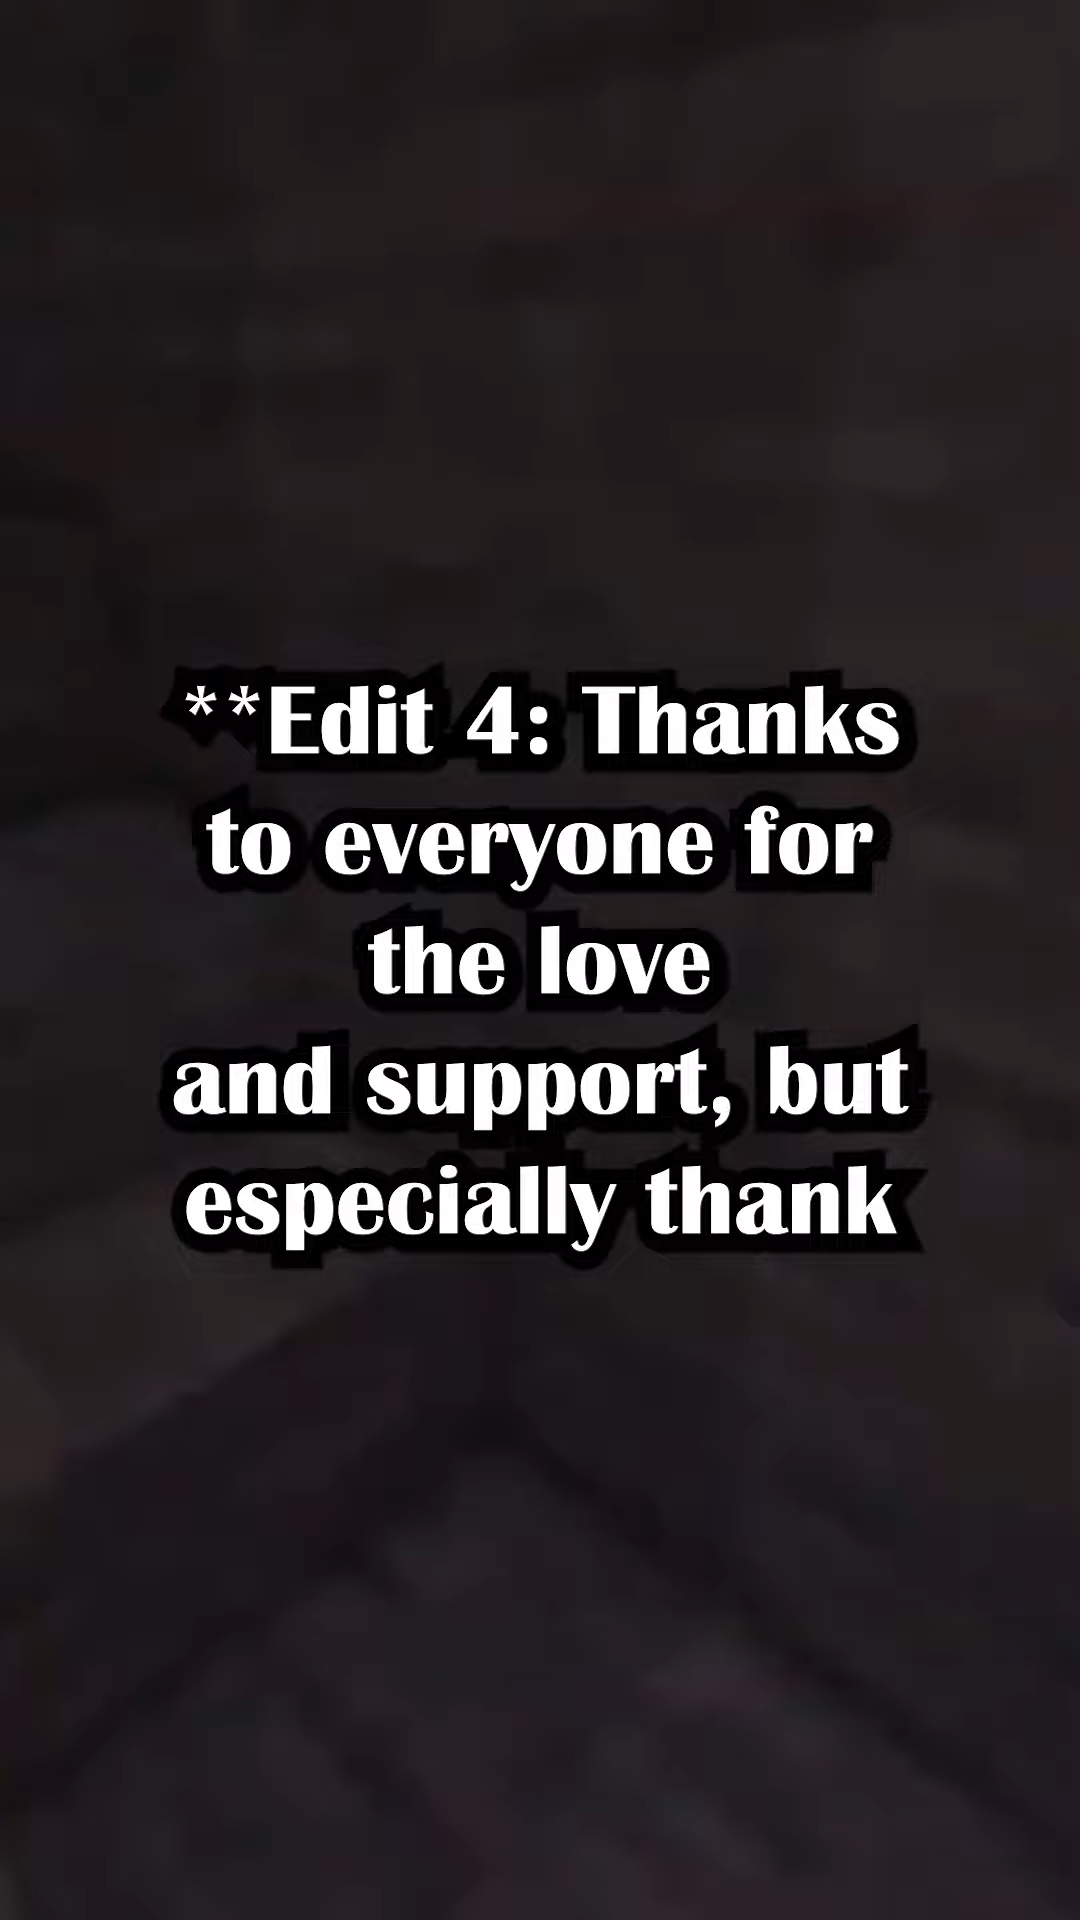 **Edit 4: Thanks
to everyone for
the love
and support, but
especially thank